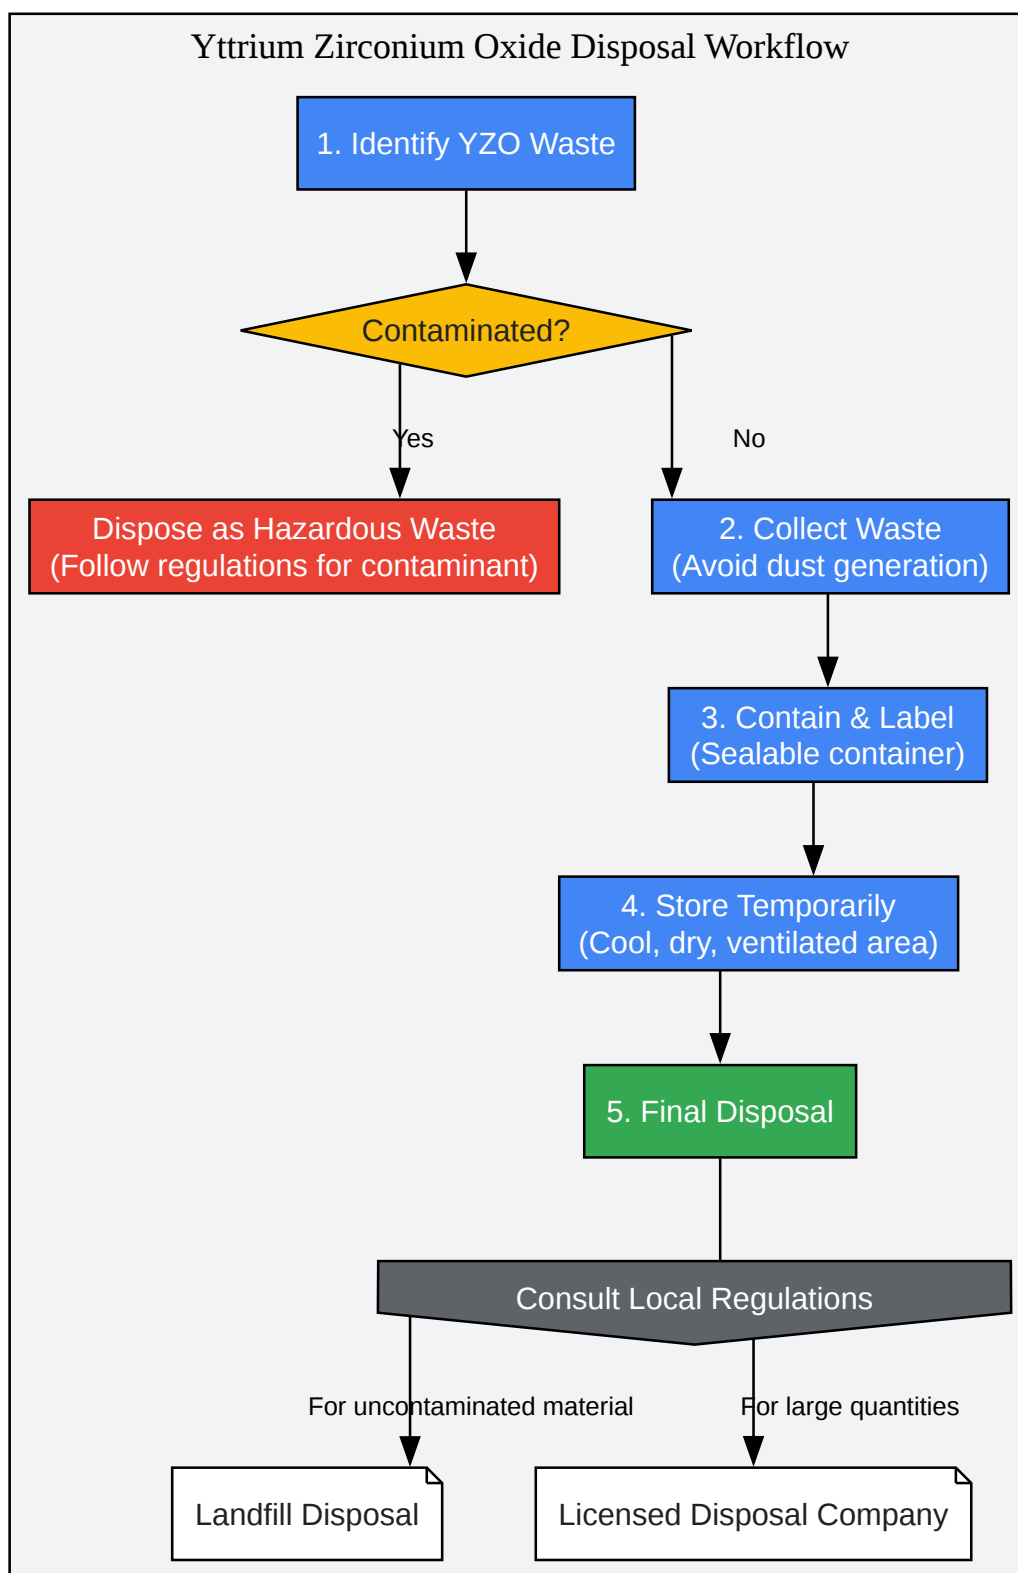 Yttrium Zirconium Oxide Disposal Workflow
1. Identify YZO Waste
Contaminated?
Yes
No
Dispose as Hazardous Waste
(Follow regulations for contaminant)
2. Collect Waste
(Avoid dust generation)
3. Contain & Label
(Sealable container)
4. Store Temporarily
(Cool, dry, ventilated area)
5. Final Disposal
Consult Local Regulations
For uncontaminated material
For large quantities
Landfill Disposal
Licensed Disposal Company